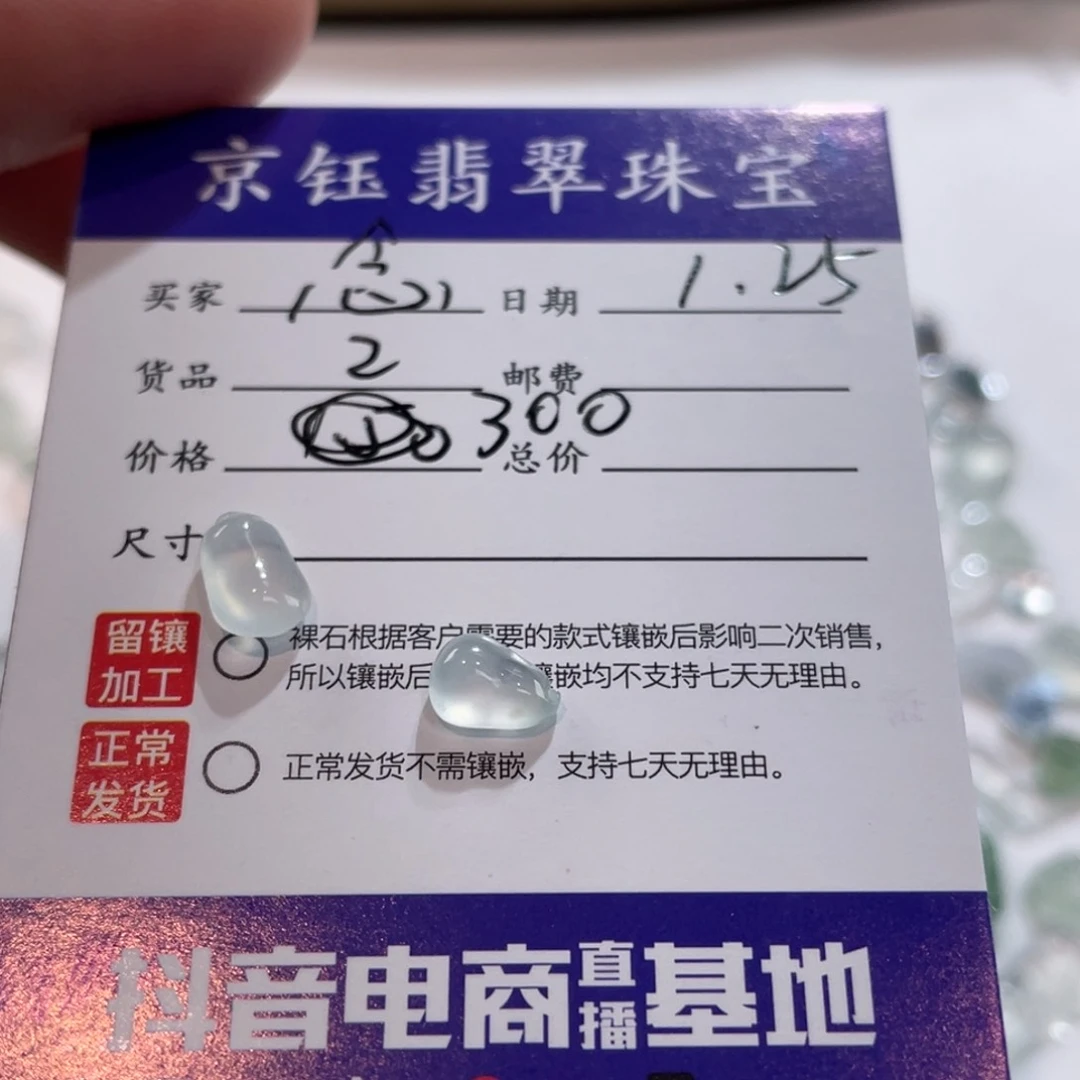 京钰翡翠珠宝
买家 念 日期 1.25
货品 2 邮费
价格 300 总价
尺寸
留镶加工 裸石根据客户需要的款式镶嵌后影响二次销售，
所以镶嵌后 镶嵌均不支持七天无理由。
正常发货 正常发货不需镶嵌，支持七天无理由。
抖音电商直播基地